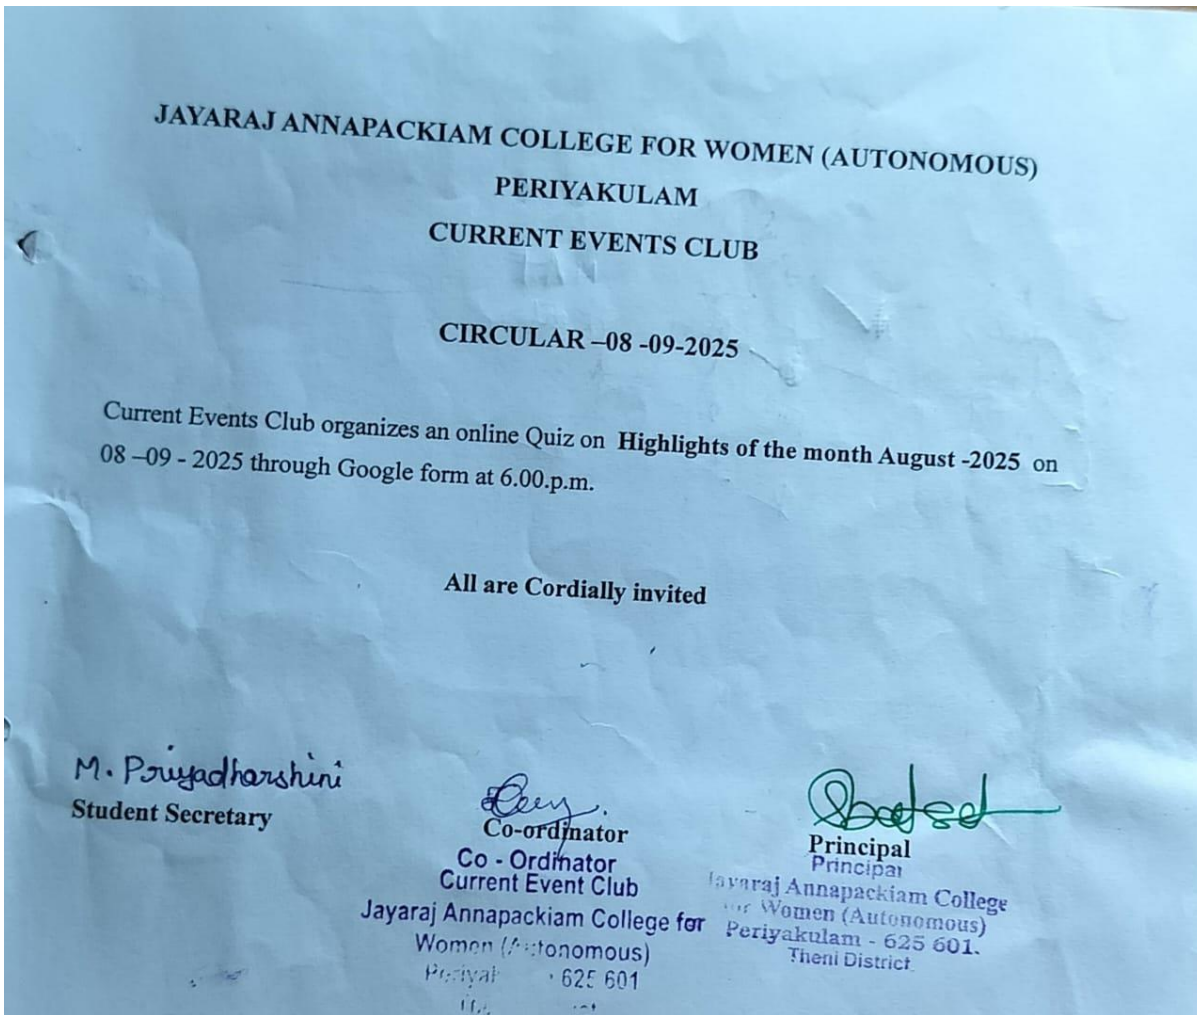 JAYARAJ ANNAPACKIAM COLLEGE FOR WOMEN (AUTONOMOUS)
PERIYAKULAM
CURRENT EVENTS CLUB
CIRCULAR –08 -09-2025
Current Events Club organizes an online Quiz on Highlights of the month August -2025 on
08 –09 - 2025 through Google form at 6.00.p.m.
All are Cordially invited
M. Priyadharshini
Student Secretary
Co-ordinator
Co - Ordinator
Current Event Club
Jayaraj Annapackiam College for
Women (Autonomous)
625 601
Principal
Principal
Jayaraj Annapackiam College
for Women (Autonomous)
Periyakulam - 625 601.
Theni District